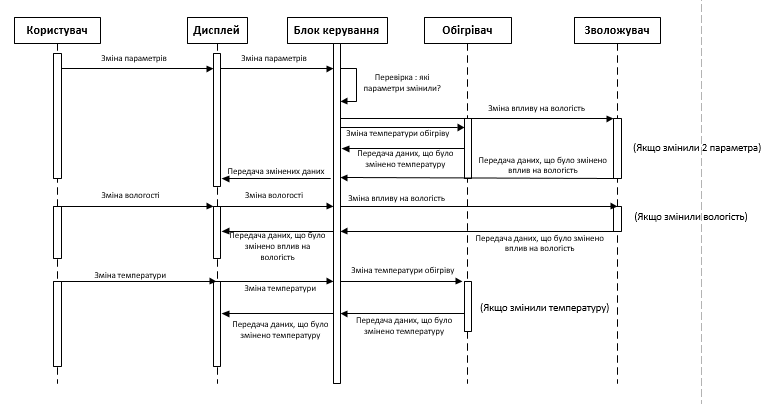 Користувач
Дисплей
Блок керування
Обігрівач
Зволожувач
Зміна параметрів
Зміна параметрів
Перевірка : які
параметри змінили?
Зміна впливу на вологість
Зміна температури обігріву
Передача даних, що було
змінено температуру
Передача даних, що було змінено
вплив на вологість
(Якщо змінили 2 параметра)
Передача змінених даних
Зміна вологості
Зміна вологості
Зміна впливу на вологість
(Якщо змінили вологість)
Передача даних, що було
змінено вплив на
вологість
Передача даних, що було змінено
вплив на вологість
Зміна температури
Зміна температури
Зміна температури обігріву
(Якщо змінили температуру)
Передача даних, що було
змінено температуру
Передача даних, що було
змінено температуру